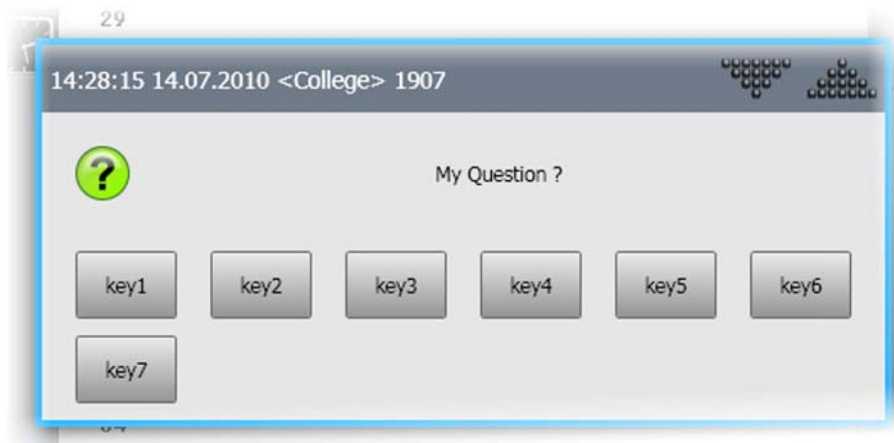 29
14:28:15 14.07.2010 <College> 1907
?
My Question ?
key1 key2 key3 key4 key5 key6
key7